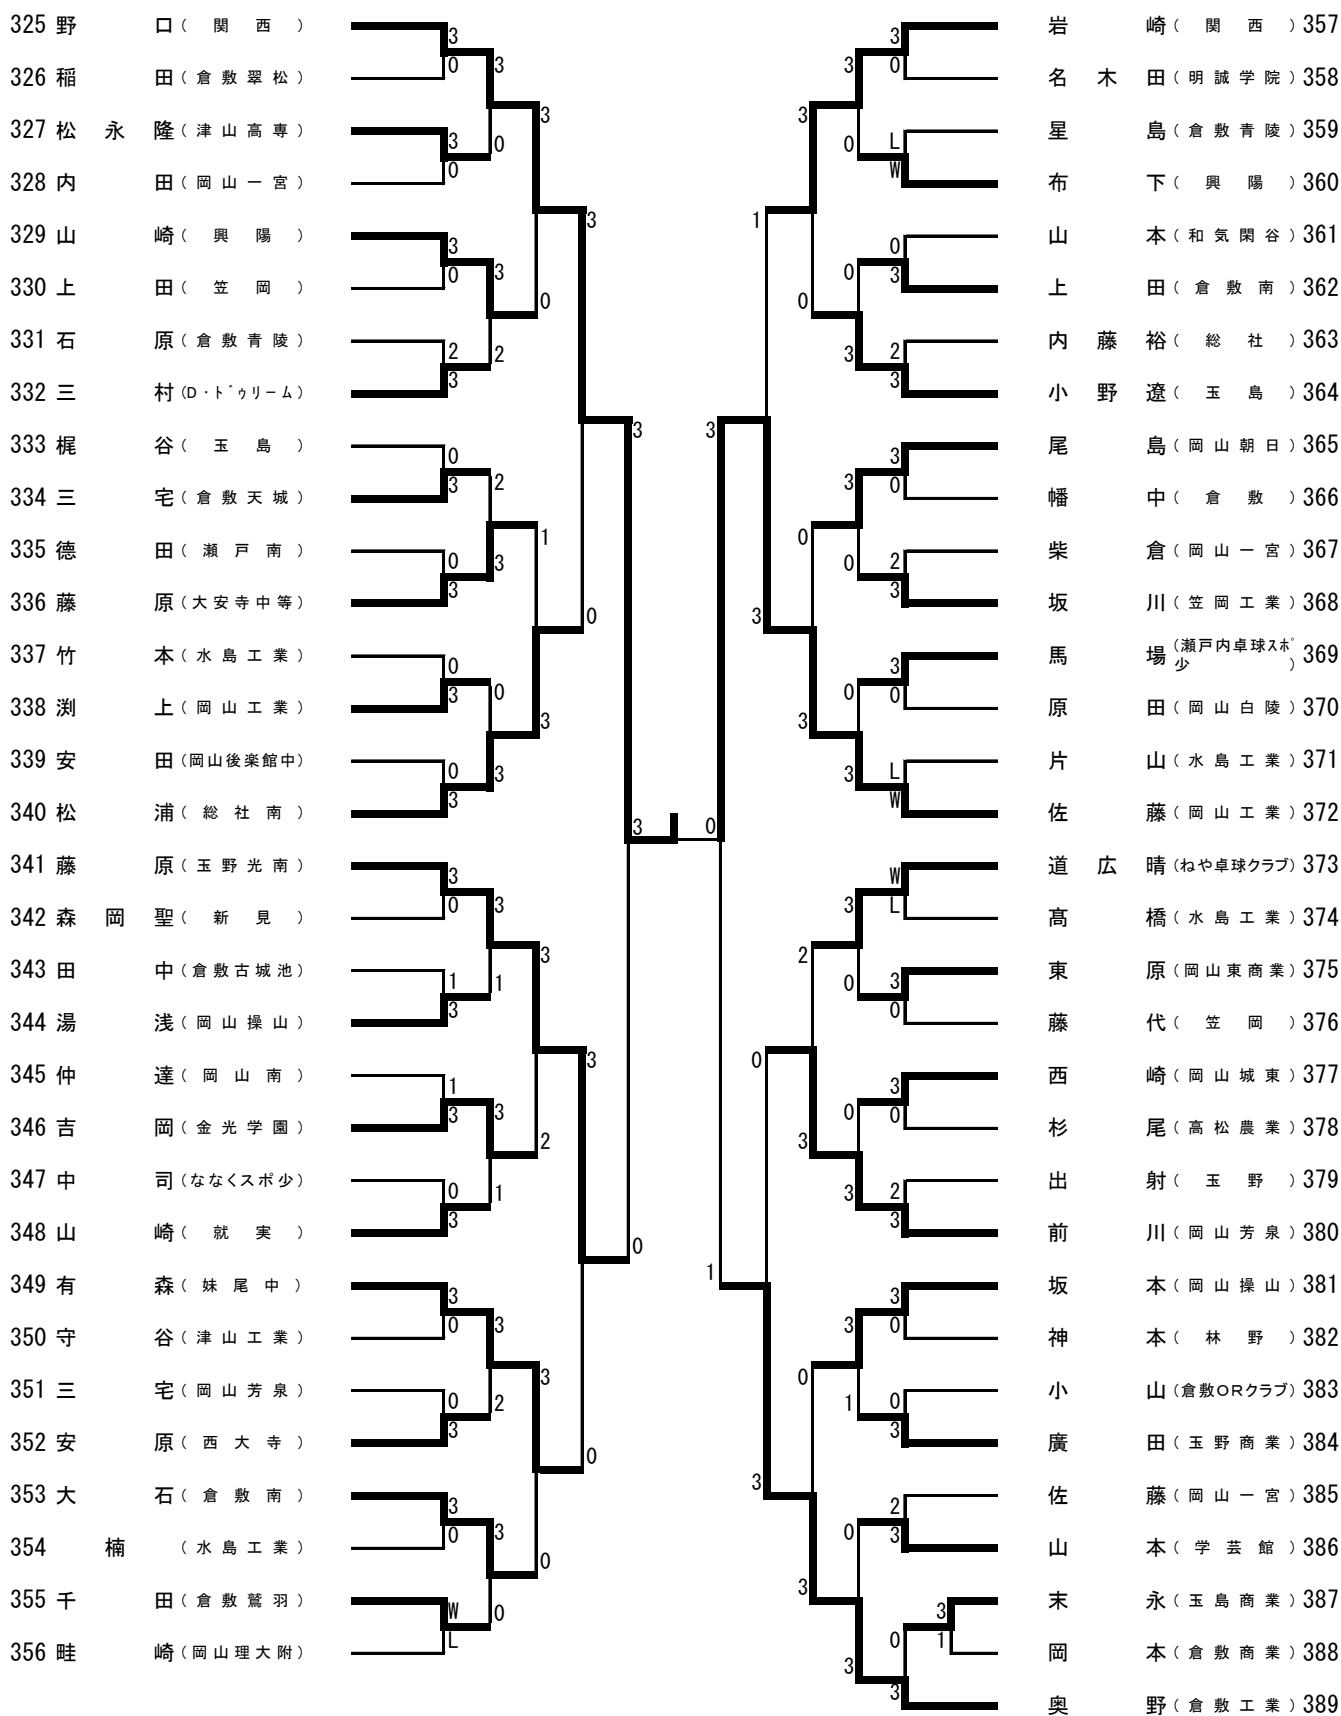 325 野口 (関西)
326 稲田 (倉敷翠松)
327 松永隆 (津山高専)
328 内田 (岡山一宮)
329 山崎 (興陽)
330 上田 (笠岡)
331 石原 (倉敷青陵)
332 三村 (D・ﾄﾞｩﾘｰﾑ)
333 梶谷 (玉島)
334 三宅 (倉敷天城)
335 德田 (瀬戸南)
336 藤原 (大安寺中等)
337 竹本 (水島工業)
338 渕上 (岡山工業)
339 安田 (岡山後楽館中)
340 松浦 (総社南)
341 藤原 (玉野光南)
342 森岡聖 (新見)
343 田中 (倉敷古城池)
344 湯浅 (岡山操山)
345 仲達 (岡山南)
346 吉岡 (金光学園)
347 中司 (ななくスポ少)
348 山崎 (就実)
349 有森 (妹尾中)
350 守谷 (津山工業)
351 三宅 (岡山芳泉)
352 安原 (西大寺)
353 大石 (倉敷南)
354 楠 (水島工業)
355 千田 (倉敷鷲羽)
356 畦崎 (岡山理大附)
岩崎 (関西) 357
名木田 (明誠学院) 358
星島 (倉敷青陵) 359
布下 (興陽) 360
山本 (和気閑谷) 361
上田 (倉敷南) 362
内藤裕 (総社) 363
小野遼 (玉島) 364
尾島 (岡山朝日) 365
幡中 (倉敷) 366
柴倉 (岡山一宮) 367
坂川 (笠岡工業) 368
馬場 (瀬戸内卓球ｽﾎﾟ少) 369
原田 (岡山白陵) 370
片山 (水島工業) 371
佐藤 (岡山工業) 372
道広晴 (ねや卓球クラブ) 373
髙橋 (水島工業) 374
東原 (岡山東商業) 375
藤代 (笠岡) 376
西崎 (岡山城東) 377
杉尾 (高松農業) 378
出射 (玉野) 379
前川 (岡山芳泉) 380
坂本 (岡山操山) 381
神本 (林野) 382
小山 (倉敷ORクラブ) 383
廣田 (玉野商業) 384
佐藤 (岡山一宮) 385
山本 (学芸館) 386
末永 (玉島商業) 387
岡本 (倉敷商業) 388
奥野 (倉敷工業) 389